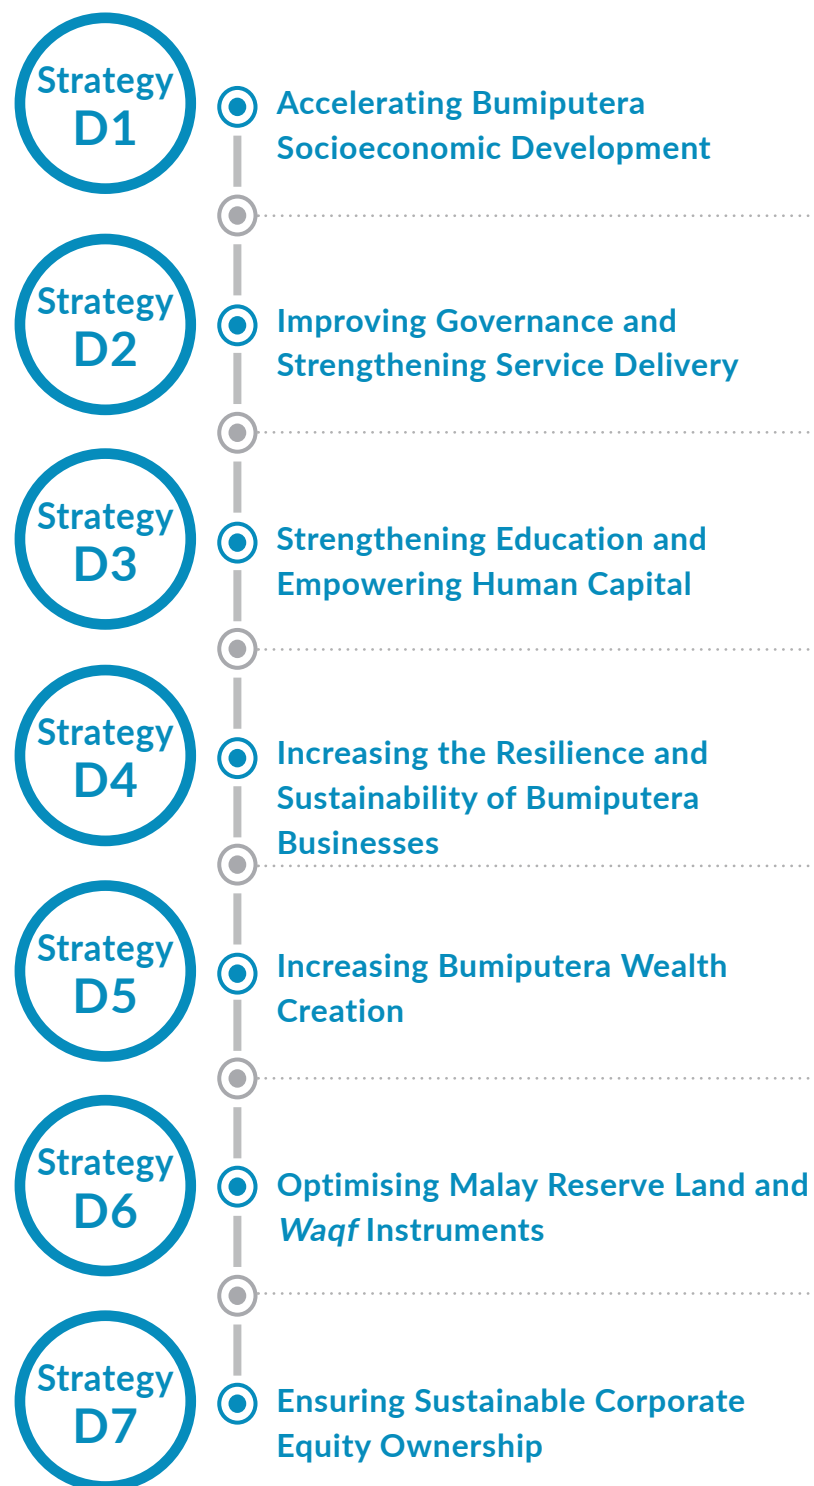 Strategy
D1
Accelerating Bumiputera
Socioeconomic Development
Strategy
D2
Improving Governance and
Strengthening Service Delivery
Strategy
D3
Strengthening Education and
Empowering Human Capital
Strategy
D4
Increasing the Resilience and
Sustainability of Bumiputera
Businesses
Strategy
D5
Increasing Bumiputera Wealth
Creation
Strategy
D6
Optimising Malay Reserve Land and
Waqf Instruments
Strategy
D7
Ensuring Sustainable Corporate
Equity Ownership